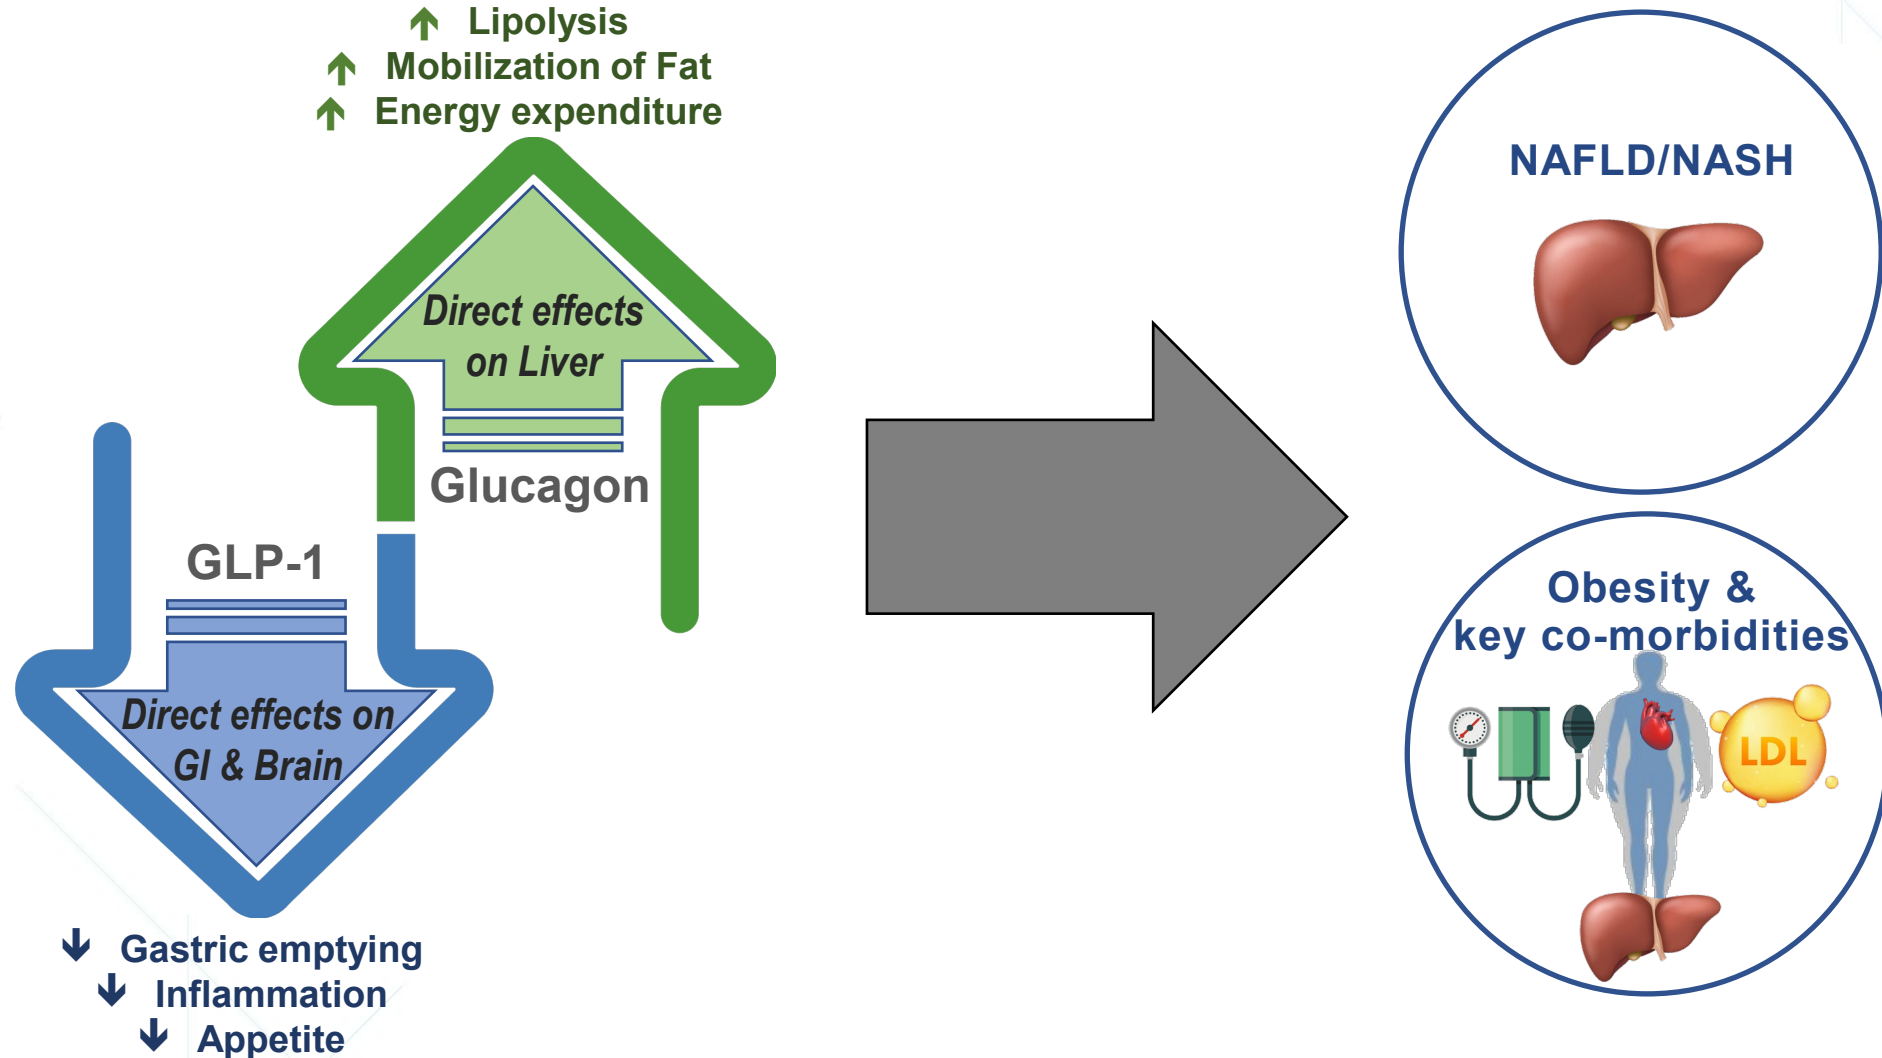 ↑ Lipolysis
↑ Mobilization of Fat
↑ Energy expenditure
Direct effects
on Liver
Glucagon
GLP-1
Direct effects on
GI & Brain
↓ Gastric emptying
↓ Inflammation
↓ Appetite
NAFLD/NASH
Obesity &
key co-morbidities
LDL